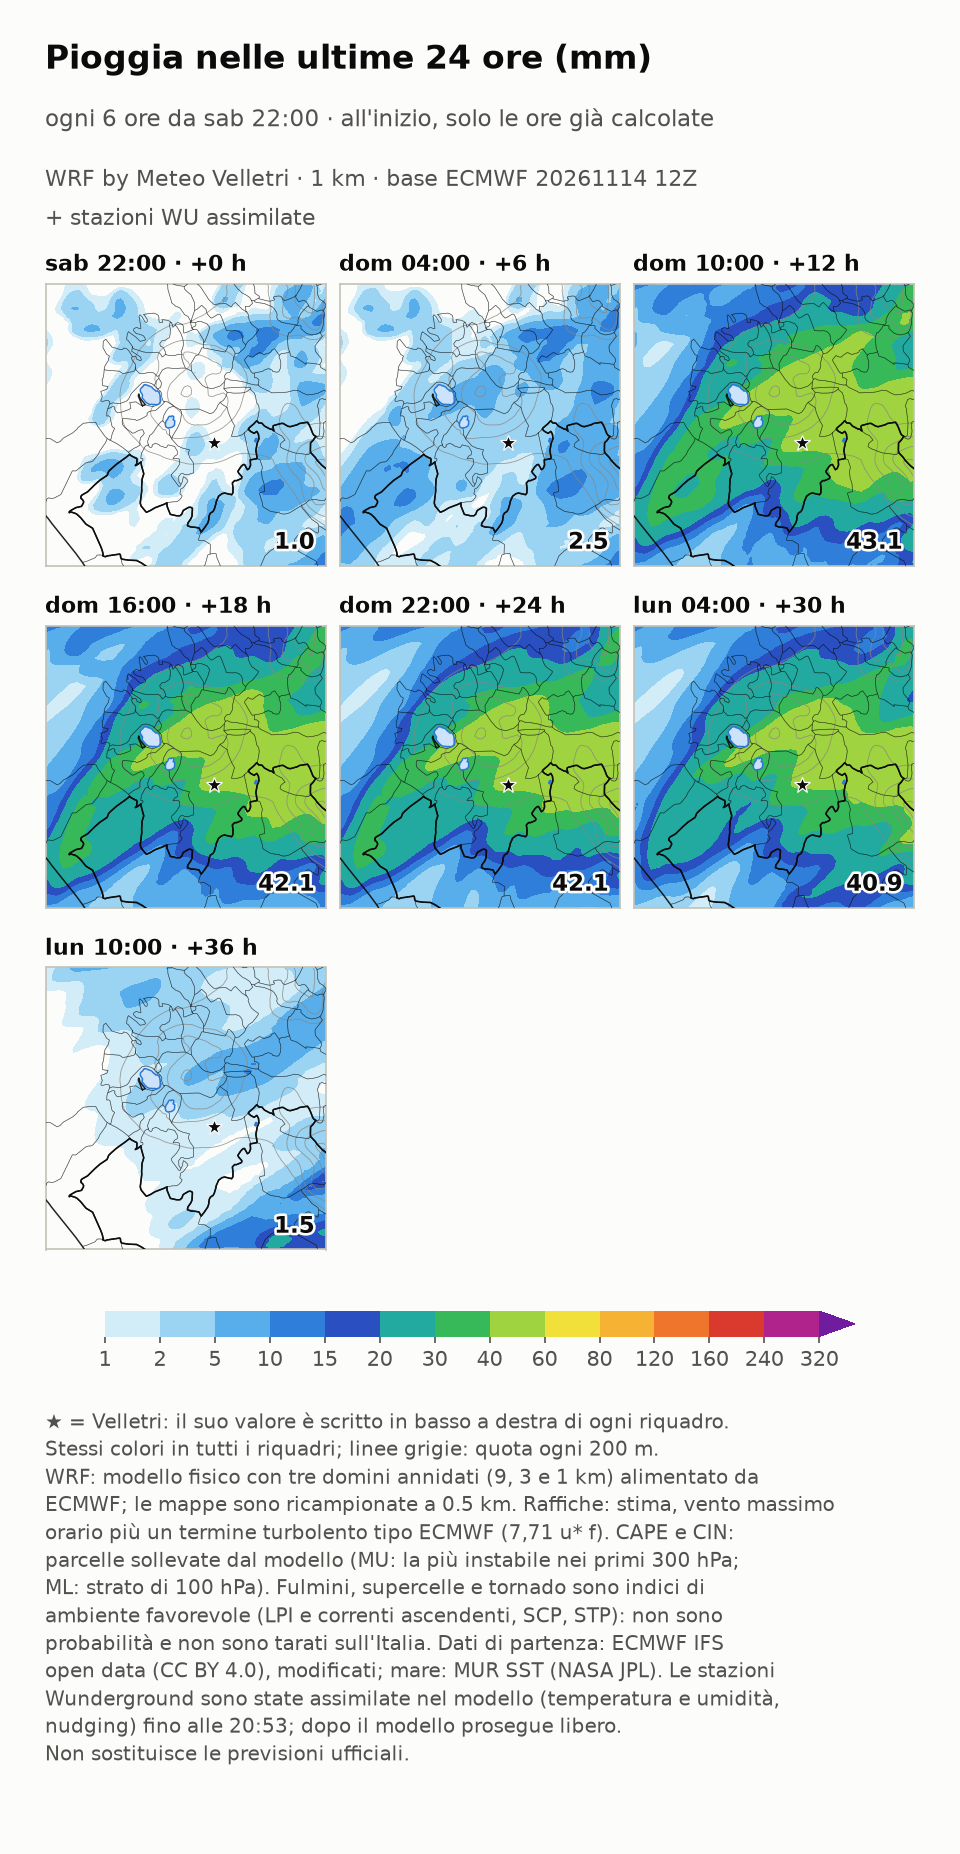 Pioggia nelle ultime 24 ore (mm)
ogni 6 ore da sab 22:00 · all'inizio, solo le ore già calcolate
WRF by Meteo Velletri · 1 km · base ECMWF 20261114 12Z
+ stazioni WU assimilate
sab 22:00 · +0 h
dom 04:00 · +6 h
dom 10:00 · +12 h
1.0
2.5
43.1
dom 16:00 · +18 h
dom 22:00 · +24 h
lun 04:00 · +30 h
42.1
42.1
40.9
lun 10:00 · +36 h
1.5
1 2 5 10 15 20 30 40 60 80 120 160 240 320
★ = Velletri: il suo valore è scritto in basso a destra di ogni riquadro.
Stessi colori in tutti i riquadri; linee grigie: quota ogni 200 m.
WRF: modello fisico con tre domini annidati (9, 3 e 1 km) alimentato da
ECMWF; le mappe sono ricampionate a 0.5 km. Raffiche: stima, vento massimo
orario più un termine turbolento tipo ECMWF (7,71 u* f). CAPE e CIN:
parcelle sollevate dal modello (MU: la più instabile nei primi 300 hPa;
ML: strato di 100 hPa). Fulmini, supercelle e tornado sono indici di
ambiente favorevole (LPI e correnti ascendenti, SCP, STP): non sono
probabilità e non sono tarati sull'Italia. Dati di partenza: ECMWF IFS
open data (CC BY 4.0), modificati; mare: MUR SST (NASA JPL). Le stazioni
Wunderground sono state assimilate nel modello (temperatura e umidità,
nudging) fino alle 20:53; dopo il modello prosegue libero.
Non sostituisce le previsioni ufficiali.